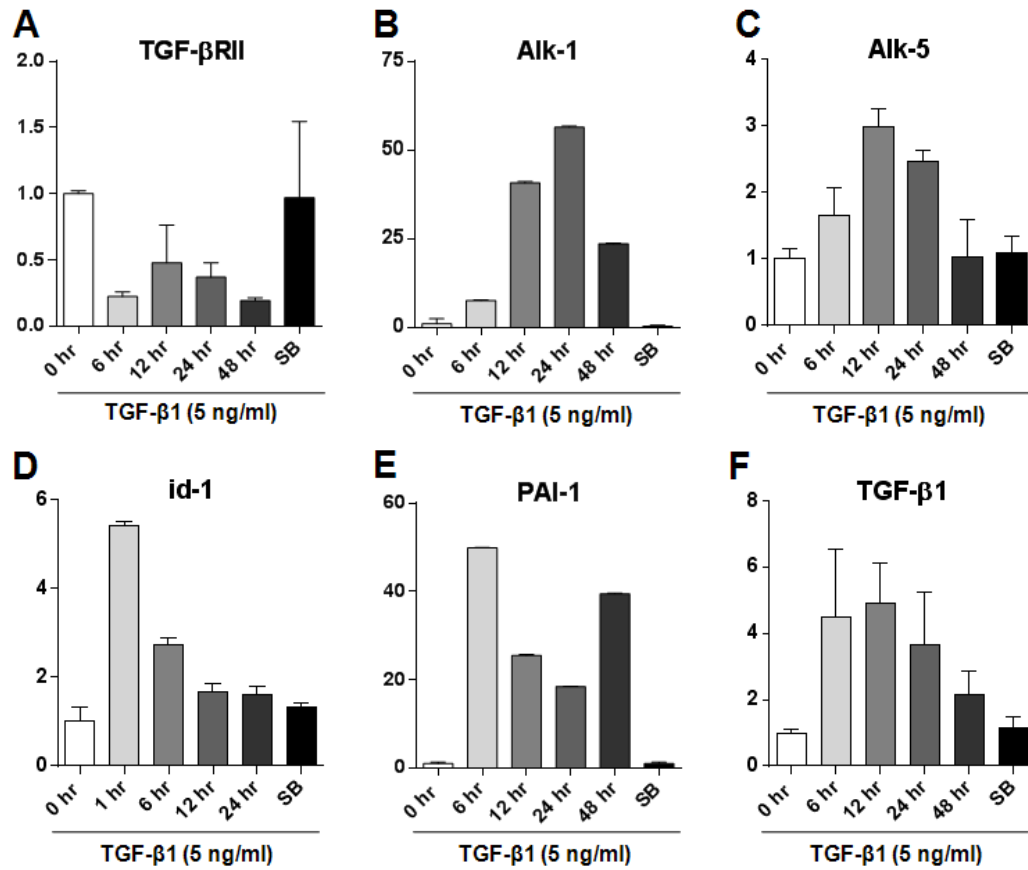 A
TGF-βRII
2.0
1.5
1.0
0.5
0.0
0 hr
6 hr
12 hr
24 hr
48 hr
SB
TGF-β1 (5 ng/ml)
B
Alk-1
75
50
25
0
0 hr
6 hr
12 hr
24 hr
48 hr
SB
TGF-β1 (5 ng/ml)
C
Alk-5
4
3
2
1
0
0 hr
6 hr
12 hr
24 hr
48 hr
SB
TGF-β1 (5 ng/ml)
D
id-1
6
4
2
0
0 hr
1 hr
6 hr
12 hr
24 hr
SB
TGF-β1 (5 ng/ml)
E
PAI-1
60
40
20
0
0 hr
6 hr
12 hr
24 hr
48 hr
SB
TGF-β1 (5 ng/ml)
F
TGF-β1
8
6
4
2
0
0 hr
6 hr
12 hr
24 hr
48 hr
SB
TGF-β1 (5 ng/ml)